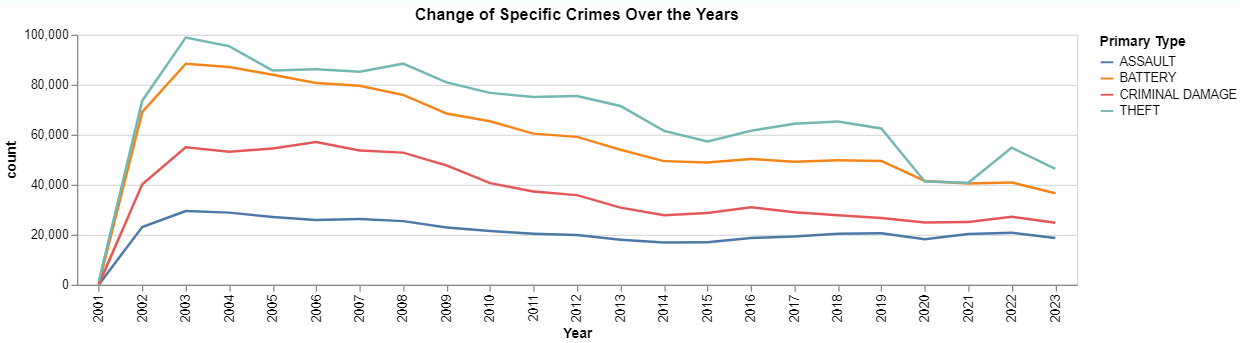 Change of Specific Crimes Over the Years
100,000
80,000
60,000
40,000
20,000
0
count
2001 2002 2003 2004 2005 2006 2007 2008 2009 2010 2011 2012 2013 2014 2015 2016 2017 2018 2019 2020 2021 2022 2023
Year
Primary Type
ASSAULT
BATTERY
CRIMINAL DAMAGE
THEFT